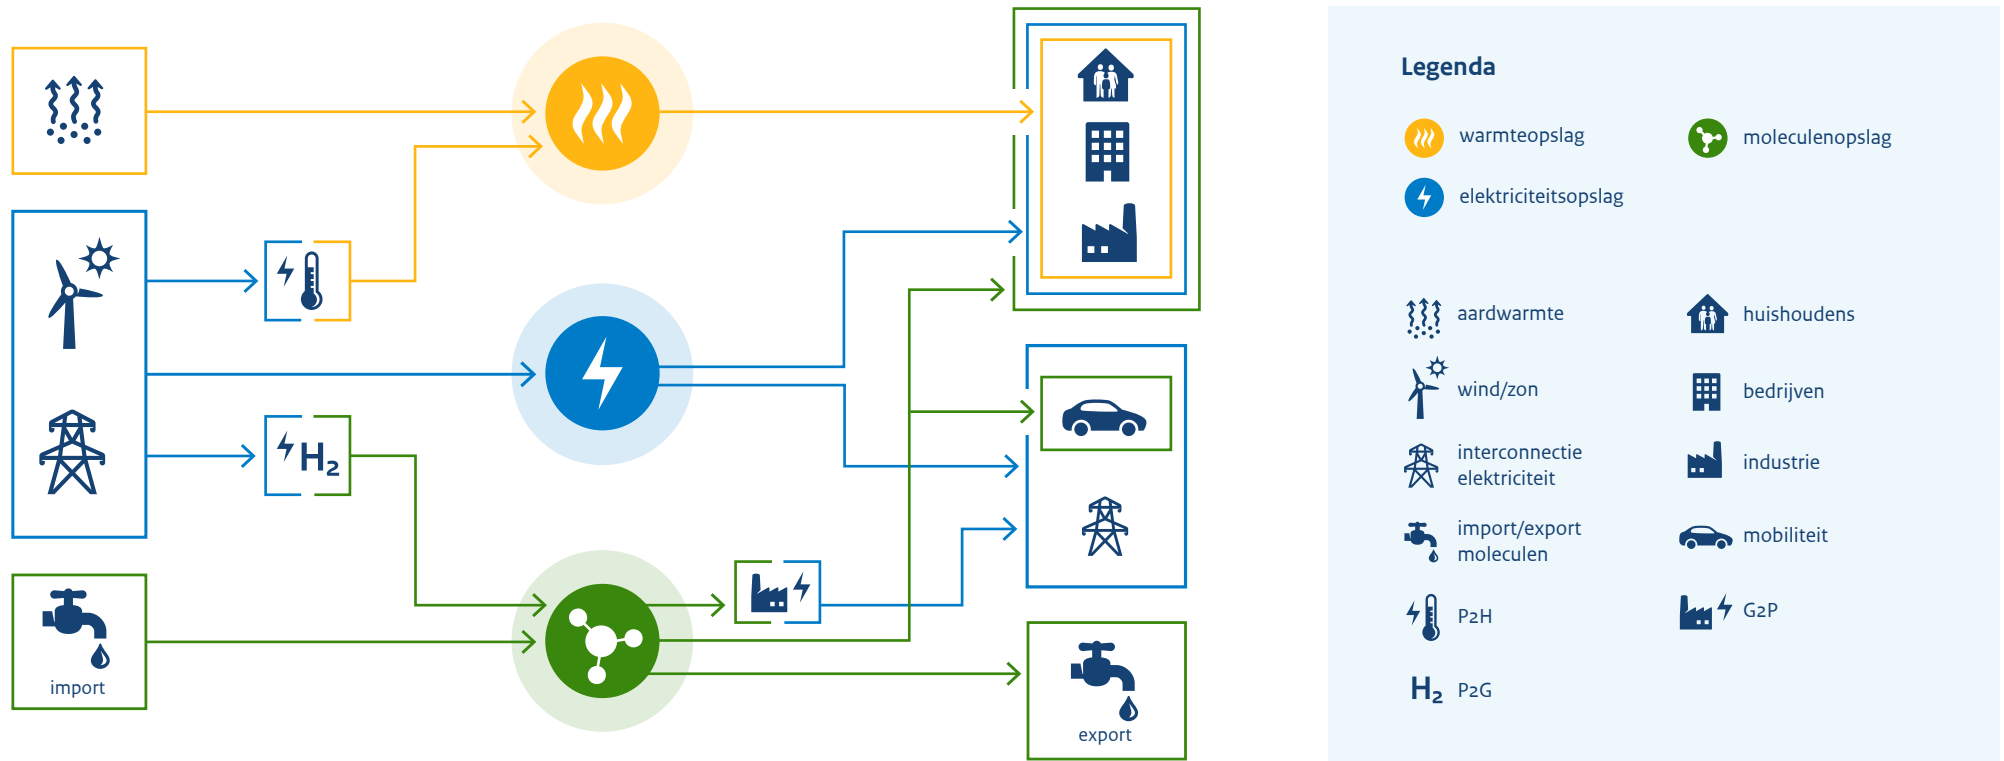 H2
import
export
Legenda
warmteopslag
moleculenopslag
elektriciteitsopslag
aardwarmte
huishoudens
wind/zon
bedrijven
interconnectie
elektriciteit
industrie
import/export
moleculen
mobiliteit
P2H
G2P
H2
P2G